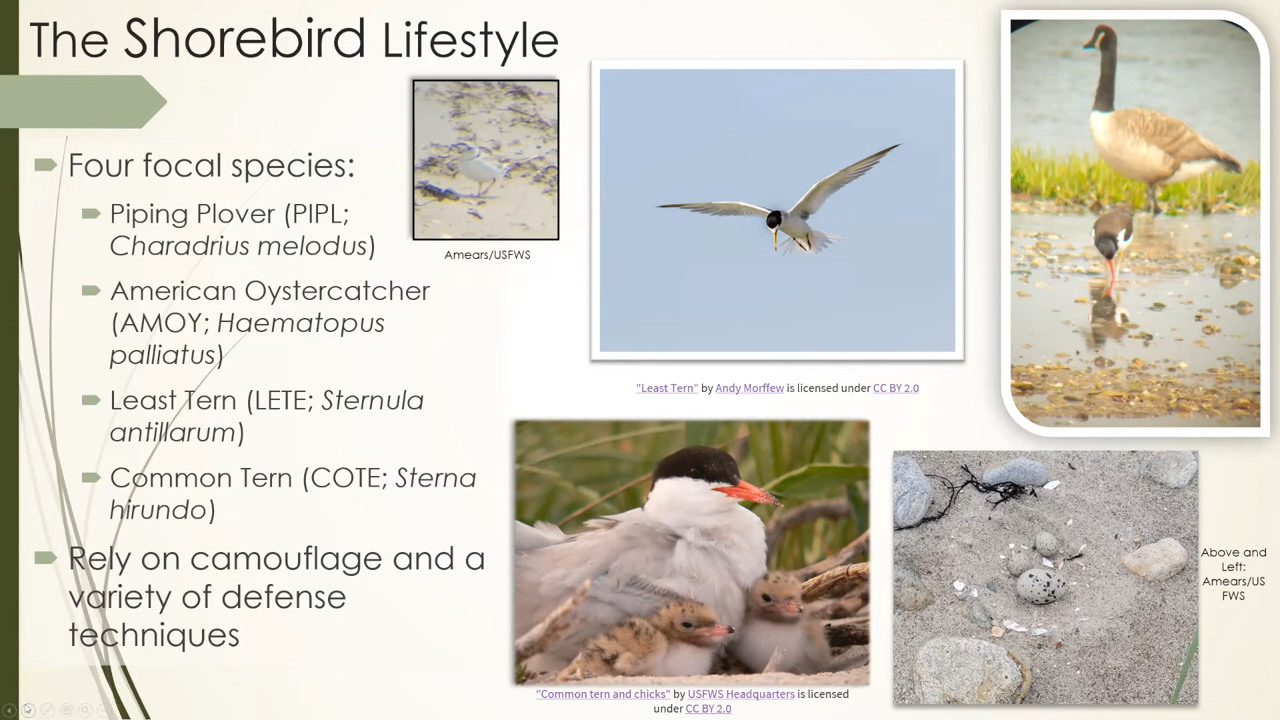 The Shorebird Lifestyle
Four focal species:
Piping Plover (PIPL;
Charadrius melodus)
American Oystercatcher
(AMOY; Haematopus
palliatus)
Least Tern (LETE; Sternula
antillarum)
Common Tern (COTE; Sterna
hirundo)
Rely on camouflage and a
variety of defense
techniques
Amears/USFWS
"Least Tern" by Andy Morffew is licensed under CC BY 2.0
"Common tern and chicks" by USFWS Headquarters is licensed
under CC BY 2.0
Above and
Left:
Amears/US
FWS